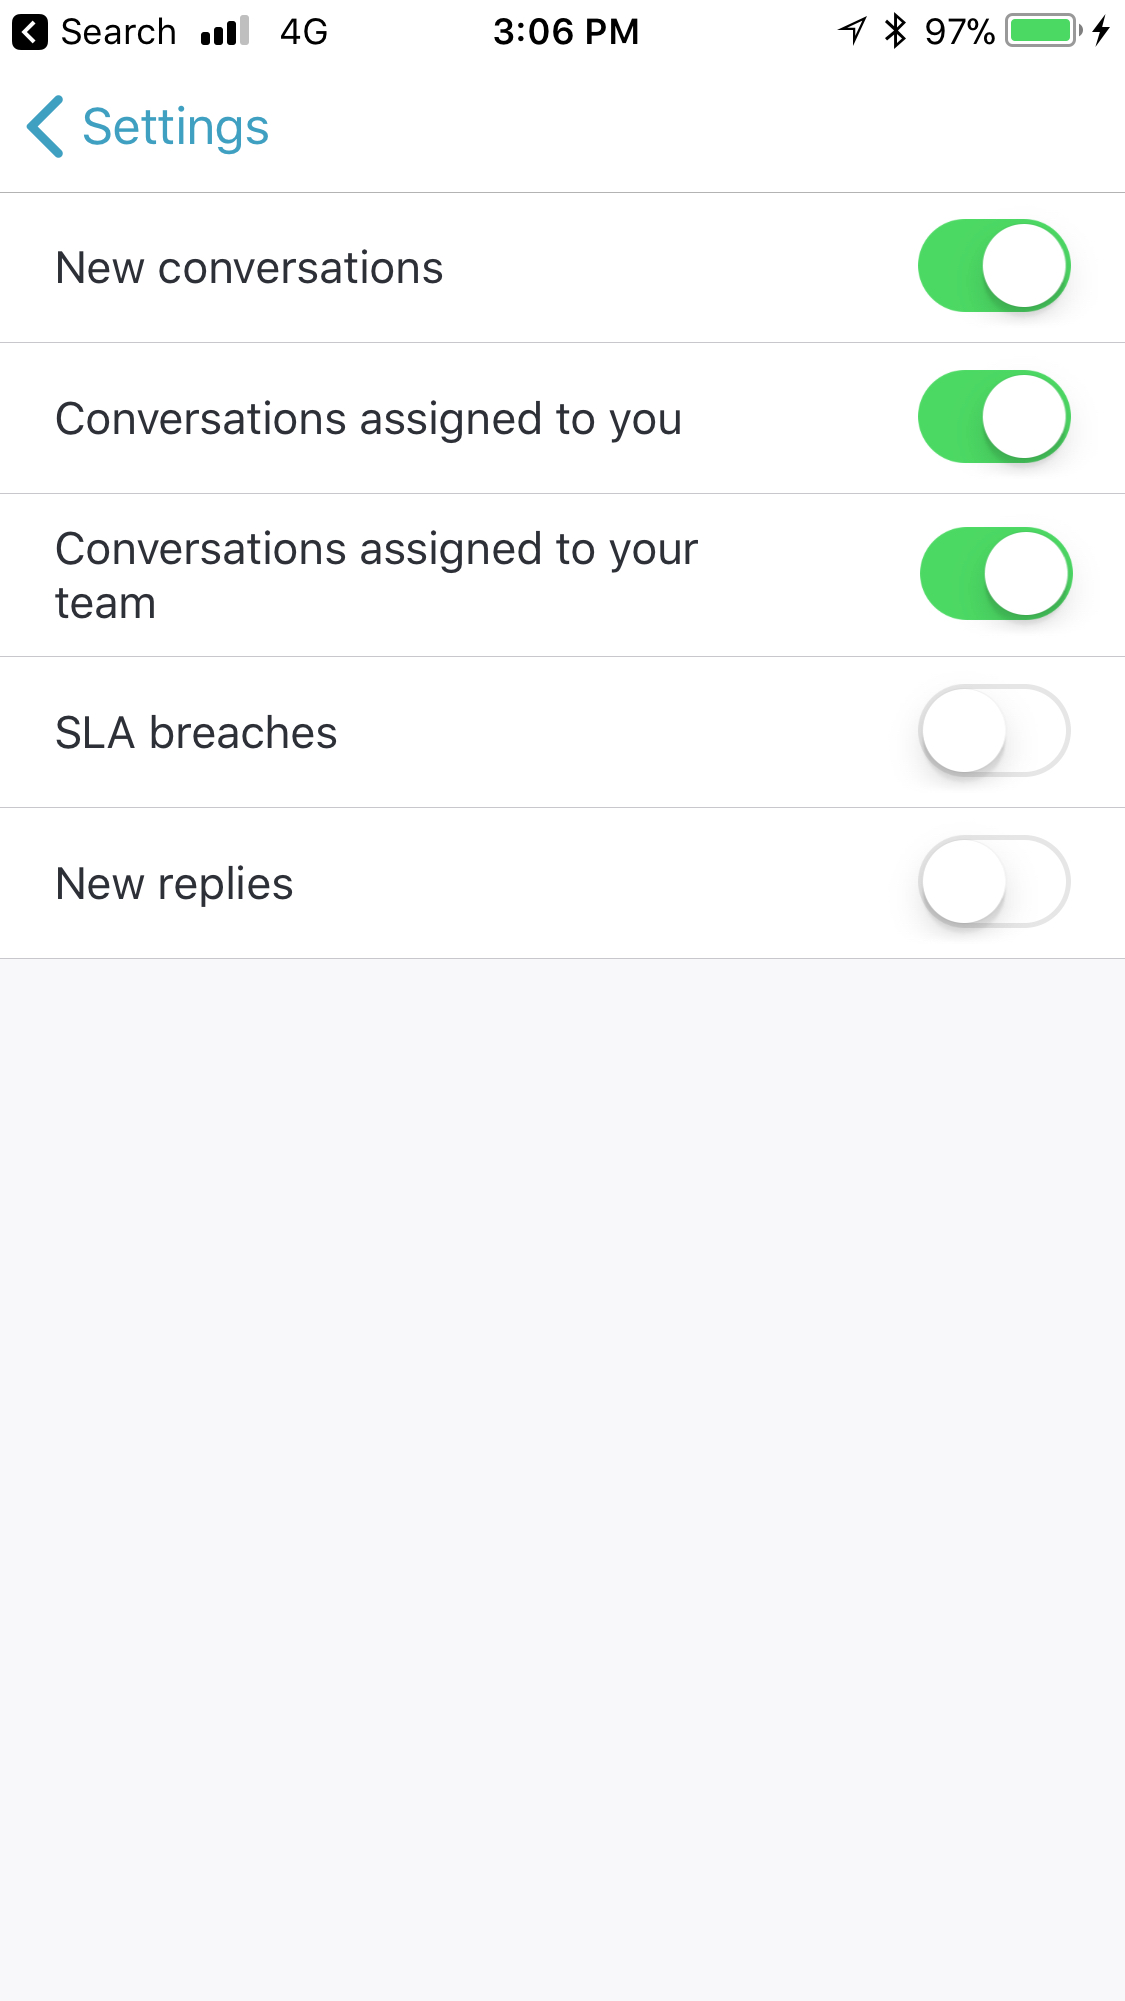 Search 4G 3:06 PM 97%
Settings
New conversations
Conversations assigned to you
Conversations assigned to your
team
SLA breaches
New replies